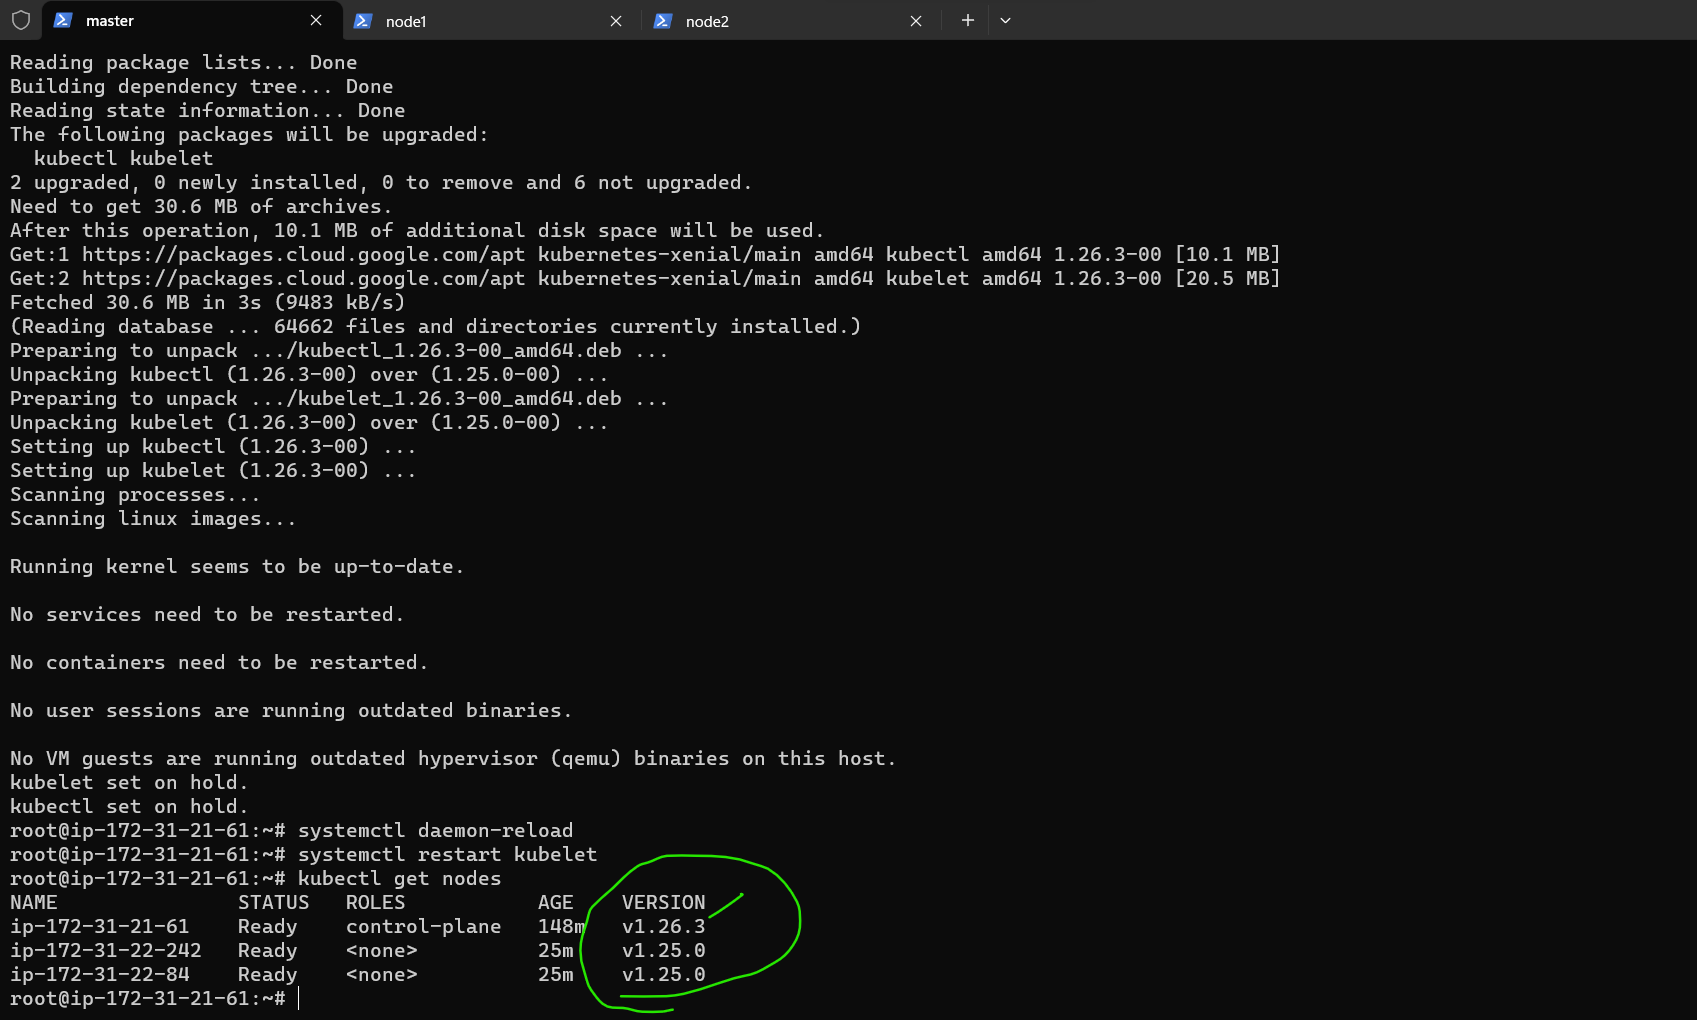 master
node1
node2
Reading package lists... Done
Building dependency tree... Done
Reading state information... Done
The following packages will be upgraded:
  kubectl kubelet
2 upgraded, 0 newly installed, 0 to remove and 6 not upgraded.
Need to get 30.6 MB of archives.
After this operation, 10.1 MB of additional disk space will be used.
Get:1 https://packages.cloud.google.com/apt kubernetes-xenial/main amd64 kubectl amd64 1.26.3-00 [10.1 MB]
Get:2 https://packages.cloud.google.com/apt kubernetes-xenial/main amd64 kubelet amd64 1.26.3-00 [20.5 MB]
Fetched 30.6 MB in 3s (9483 kB/s)
(Reading database ... 64662 files and directories currently installed.)
Preparing to unpack .../kubectl_1.26.3-00_amd64.deb ...
Unpacking kubectl (1.26.3-00) over (1.25.0-00) ...
Preparing to unpack .../kubelet_1.26.3-00_amd64.deb ...
Unpacking kubelet (1.26.3-00) over (1.25.0-00) ...
Setting up kubectl (1.26.3-00) ...
Setting up kubelet (1.26.3-00) ...
Scanning processes...
Scanning linux images...
Running kernel seems to be up-to-date.
No services need to be restarted.
No containers need to be restarted.
No user sessions are running outdated binaries.
No VM guests are running outdated hypervisor (qemu) binaries on this host.
kubelet set on hold.
kubectl set on hold.
root@ip-172-31-21-61:~# systemctl daemon-reload
root@ip-172-31-21-61:~# systemctl restart kubelet
root@ip-172-31-21-61:~# kubectl get nodes
NAME               STATUS   ROLES           AGE    VERSION
ip-172-31-21-61    Ready    control-plane   148m   v1.26.3
ip-172-31-22-242   Ready    <none>          25m    v1.25.0
ip-172-31-22-84    Ready    <none>          25m    v1.25.0
root@ip-172-31-21-61:~#